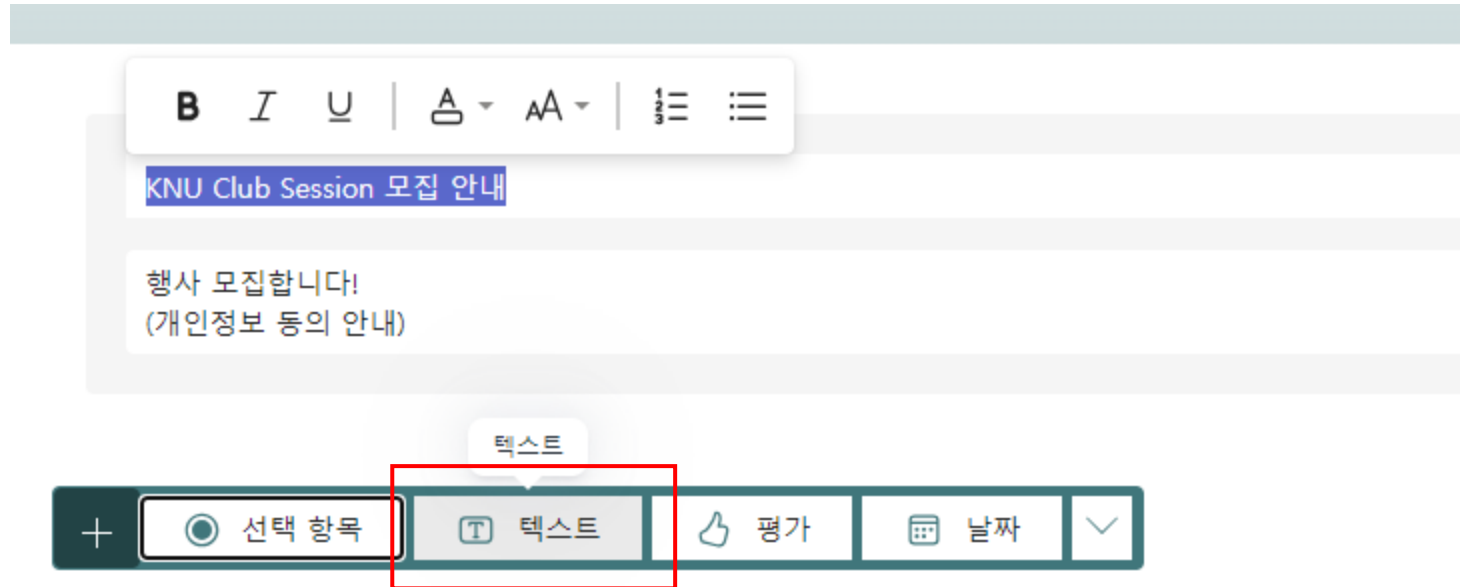 B I U A AA
KNU Club Session 모집 안내
행사 모집합니다!
(개인정보 동의 안내)
텍스트
+ 선택 항목 T 텍스트 평가 날짜